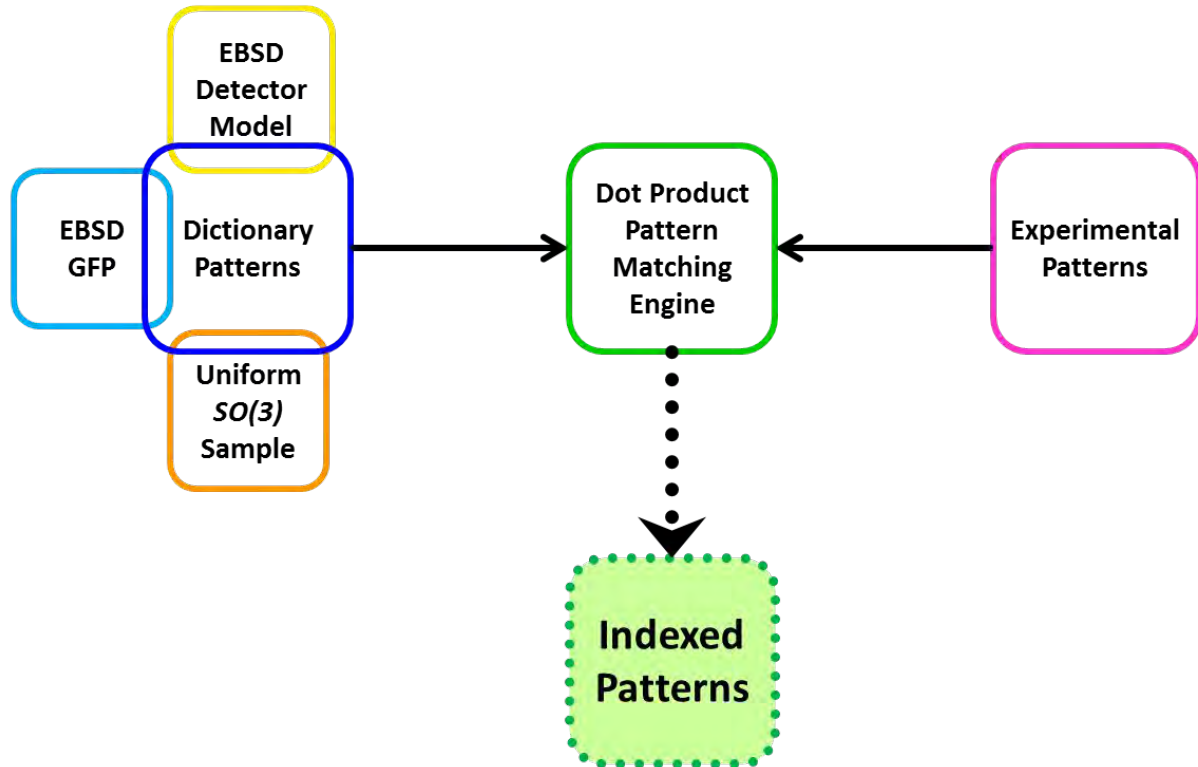 EBSD
Detector
Model
EBSD
GFP
Dictionary
Patterns
Uniform
SO(3)
Sample
Dot Product
Pattern
Matching
Engine
Experimental
Patterns
Indexed
Patterns